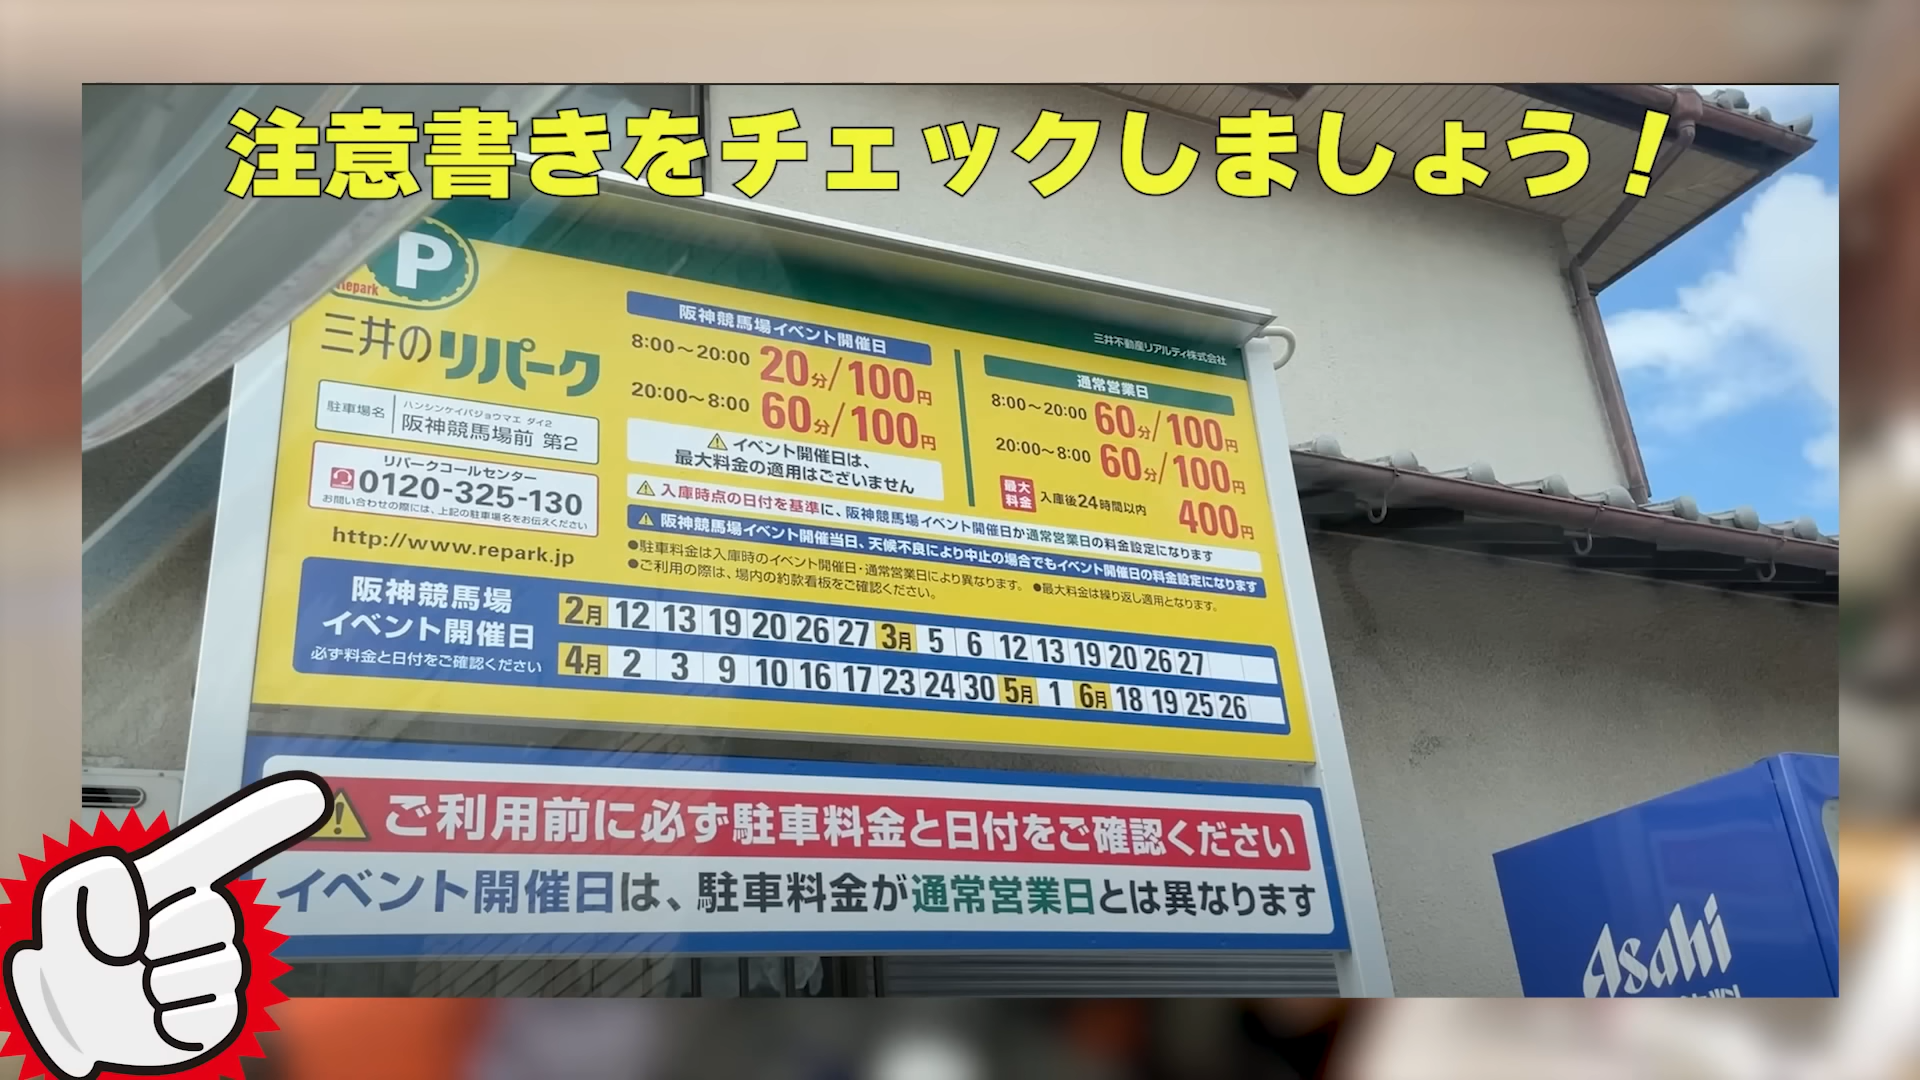 注意書きをチェックしましょう！
P
Repark
三井のリパーク
三井不動産リアルティ株式会社
駐車場名
ハンシンケイバジョウマエ ダイ2
阪神競馬場前 第2
リパークコールセンター
0120-325-130
お問い合わせの際には、上記の駐車場名をお伝えください
http://www.repark.jp
阪神競馬場イベント開催日
8:00～20:00 20分/100円
20:00～8:00 60分/100円
イベント開催日は、
最大料金の適用はございません
通常営業日
8:00～20:00 60分/100円
20:00～8:00 60分/100円
最大料金 入庫後24時間以内 400円
入庫時点の日付を基準に、阪神競馬場イベント開催日か通常営業日の料金設定になります
阪神競馬場イベント開催当日、天候不良により中止の場合でもイベント開催日の料金設定になります
●駐車料金は入庫時のイベント開催日・通常営業日により異なります。 ●最大料金は繰り返し適用となります。
●ご利用の際は、場内の約款看板をご確認ください。
阪神競馬場
イベント開催日
必ず料金と日付をご確認ください
2月 12 13 19 20 26 27 3月 5 6 12 13 19 20 26 27
4月 2 3 9 10 16 17 23 24 30 5月 1 6月 18 19 25 26
ご利用前に必ず駐車料金と日付をご確認ください
イベント開催日は、駐車料金が通常営業日とは異なります
Asahi